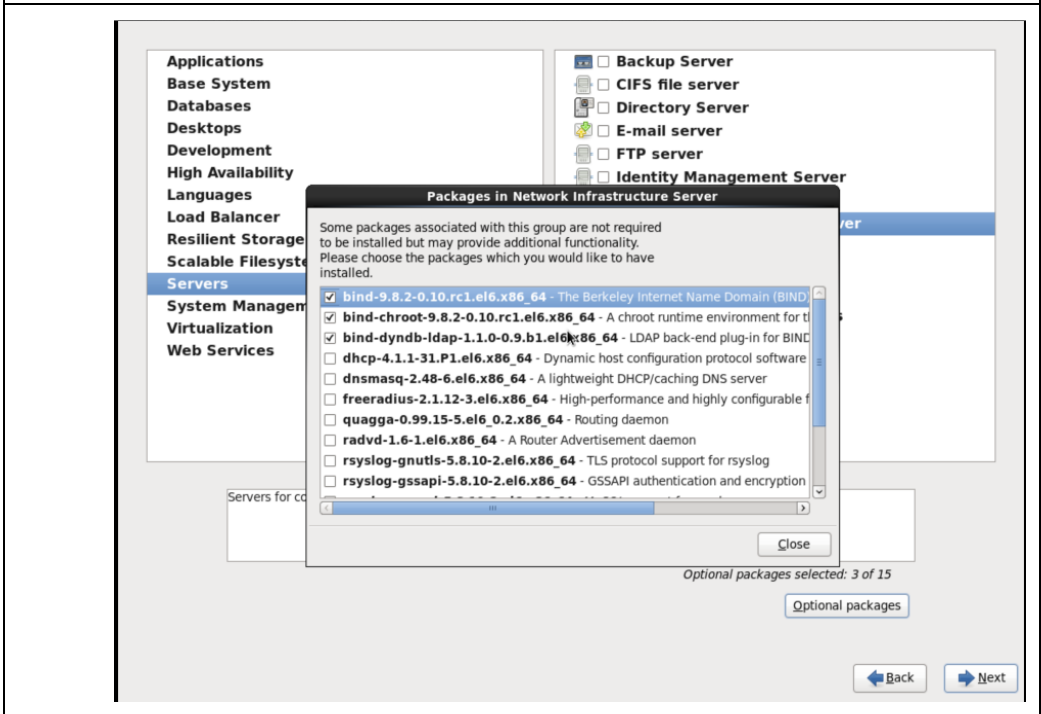 Applications
Base System
Databases
Desktops
Development
High Availability
Languages
Load Balancer
Resilient Storage
Scalable Filesyste
Servers
System Managem
Virtualization
Web Services
Backup Server
CIFS file server
Directory Server
E-mail server
FTP server
Identity Management Server
ver
Packages in Network Infrastructure Server
Some packages associated with this group are not required
to be installed but may provide additional functionality.
Please choose the packages which you would like to have
installed.
bind-9.8.2-0.10.rc1.el6.x86_64 - The Berkeley Internet Name Domain (BIND)
bind-chroot-9.8.2-0.10.rc1.el6.x86_64 - A chroot runtime environment for t
bind-dyndb-ldap-1.1.0-0.9.b1.el6.x86_64 - LDAP back-end plug-in for BIND
dhcp-4.1.1-31.P1.el6.x86_64 - Dynamic host configuration protocol software
dnsmasq-2.48-6.el6.x86_64 - A lightweight DHCP/caching DNS server
freeradius-2.1.12-3.el6.x86_64 - High-performance and highly configurable f
quagga-0.99.15-5.el6_0.2.x86_64 - Routing daemon
radvd-1.6-1.el6.x86_64 - A Router Advertisement daemon
rsyslog-gnutls-5.8.10-2.el6.x86_64 - TLS protocol support for rsyslog
rsyslog-gssapi-5.8.10-2.el6.x86_64 - GSSAPI authentication and encryption
Close
Servers for co
Optional packages selected: 3 of 15
Optional packages
Back
Next